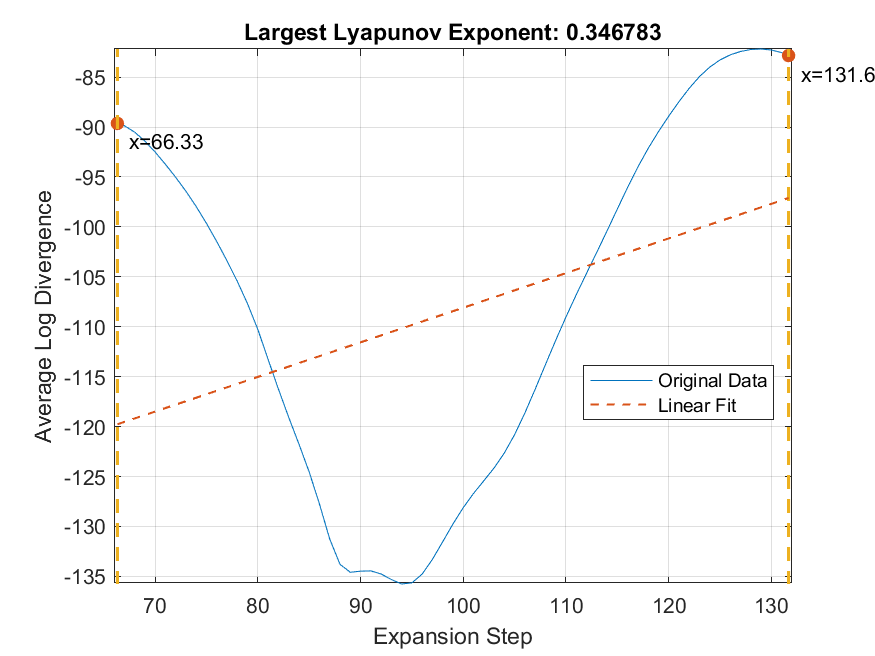 Largest Lyapunov Exponent: 0.346783
-85
-90
-95
-100
-105
-110
-115
-120
-125
-130
-135
Average Log Divergence
x=66.33
x=131.6
Original Data
Linear Fit
70 80 90 100 110 120 130
Expansion Step